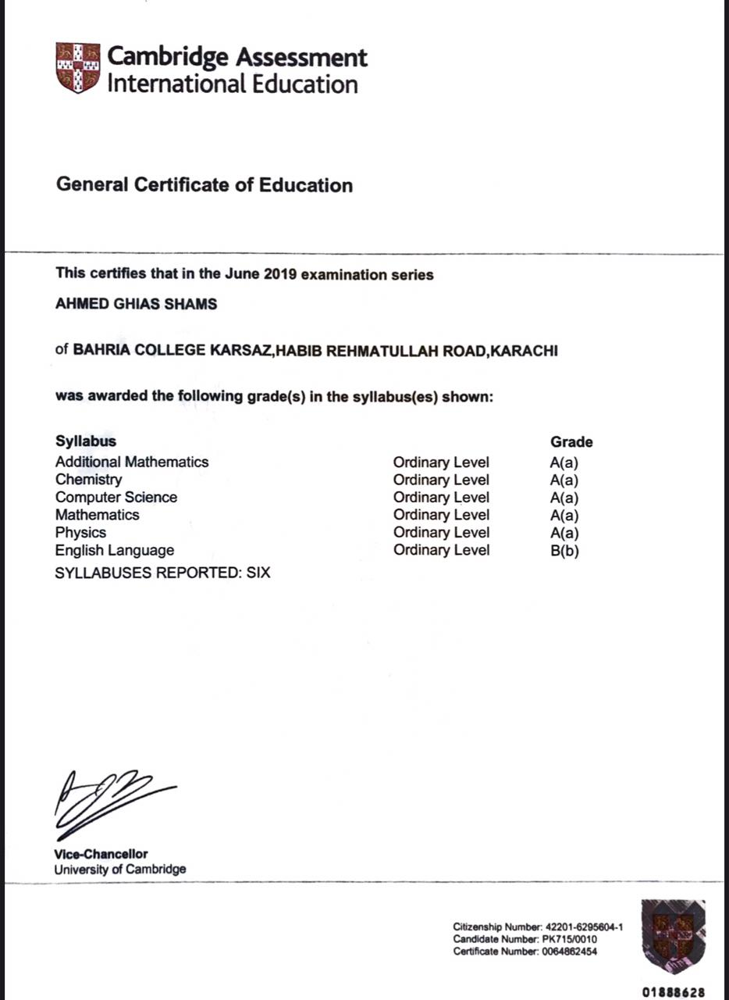 Cambridge Assessment
International Education
General Certificate of Education
This certifies that in the June 2019 examination series
AHMED GHIAS SHAMS
of BAHRIA COLLEGE KARSAZ,HABIB REHMATULLAH ROAD,KARACHI
was awarded the following grade(s) in the syllabus(es) shown:
Syllabus Grade
Additional Mathematics Ordinary Level A(a)
Chemistry Ordinary Level A(a)
Computer Science Ordinary Level A(a)
Mathematics Ordinary Level A(a)
Physics Ordinary Level A(a)
English Language Ordinary Level B(b)
SYLLABUSES REPORTED: SIX
Vice-Chancellor
University of Cambridge
Citizenship Number: 42201-6295604-1
Candidate Number: PK715/0010
Certificate Number: 0064862454
01888628